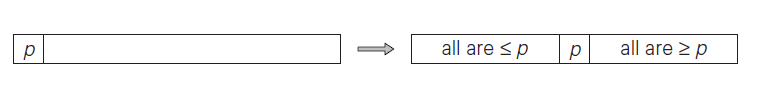 p all are ≤ p p all are ≥ p